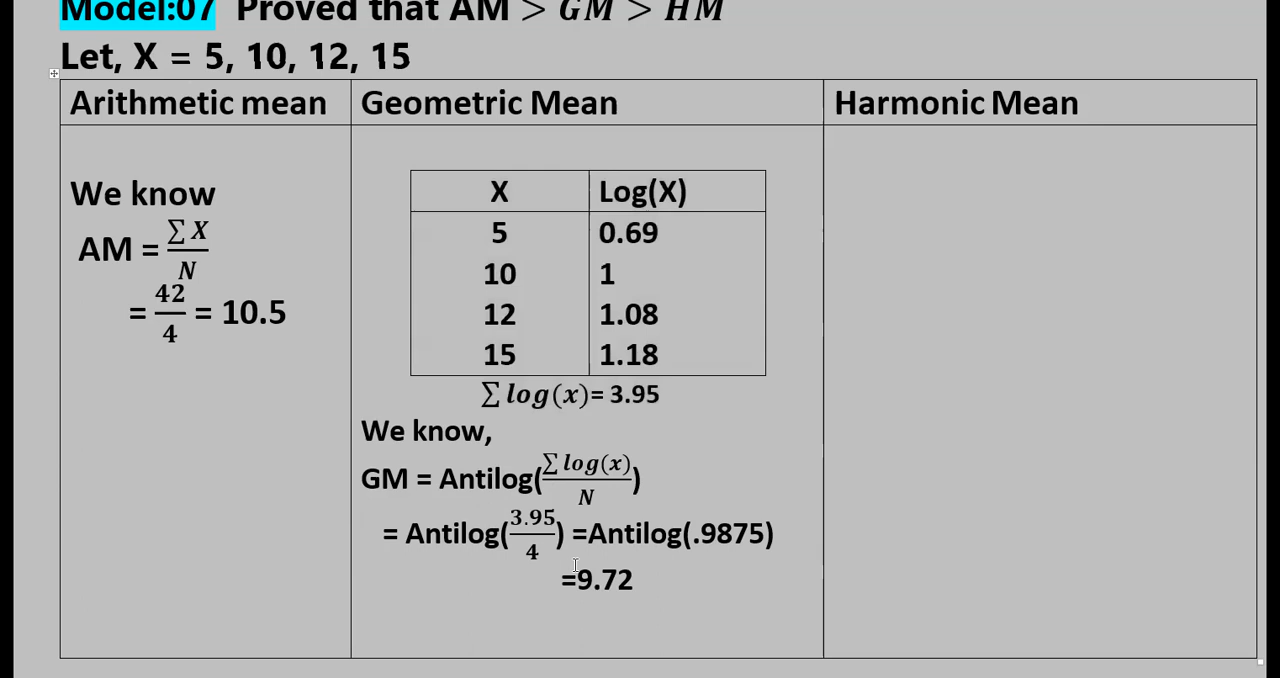 Model:07 Proved that AM > GM > HM
Let, X = 5, 10, 12, 15
Arithmetic mean
Geometric Mean
Harmonic Mean
We know
AM = ∑ X / N
= 42 / 4 = 10.5
X Log(X)
5 0.69
10 1
12 1.08
15 1.18
∑ log(x)= 3.95
We know,
GM = Antilog(∑ log(x) / N)
= Antilog(3.95 / 4) =Antilog(.9875)
=9.72